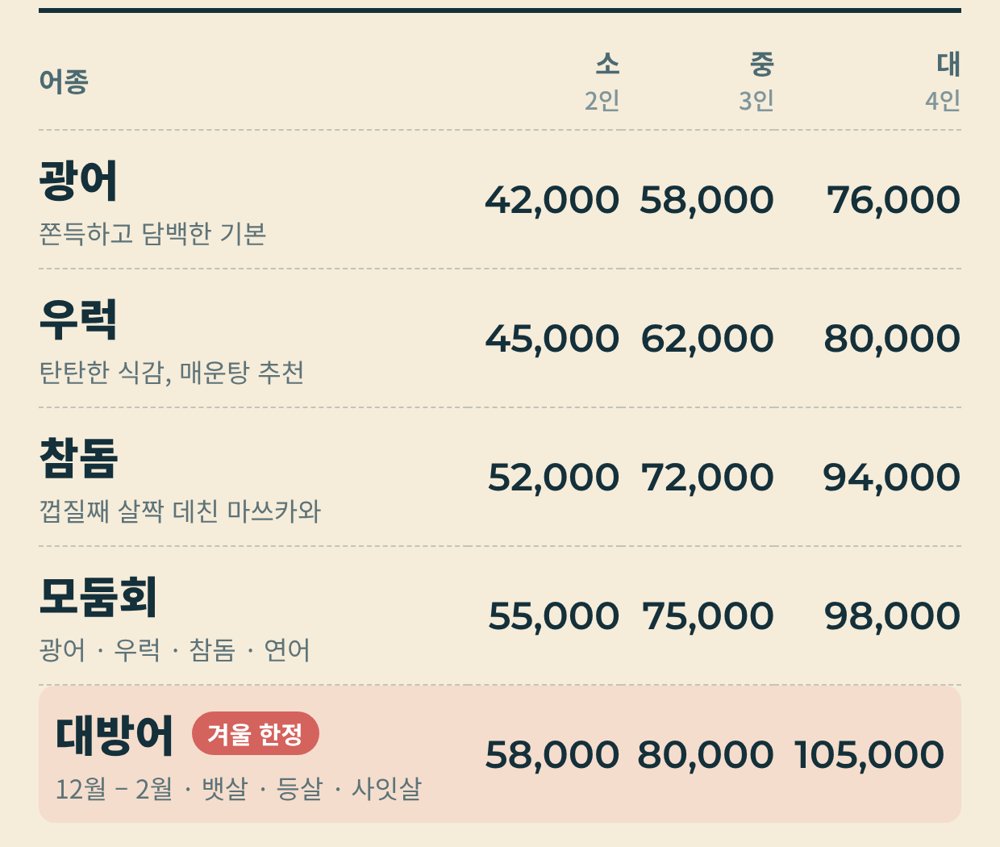 어종 소 중 대
2인 3인 4인
광어
42,000 58,000 76,000
쫀득하고 담백한 기본
우럭
45,000 62,000 80,000
탄탄한 식감, 매운탕 추천
참돔
52,000 72,000 94,000
껍질째 살짝 데친 마쓰카와
모둠회
55,000 75,000 98,000
광어 · 우럭 · 참돔 · 연어
대방어 겨울 한정
58,000 80,000 105,000
12월 – 2월 · 뱃살 · 등살 · 사잇살